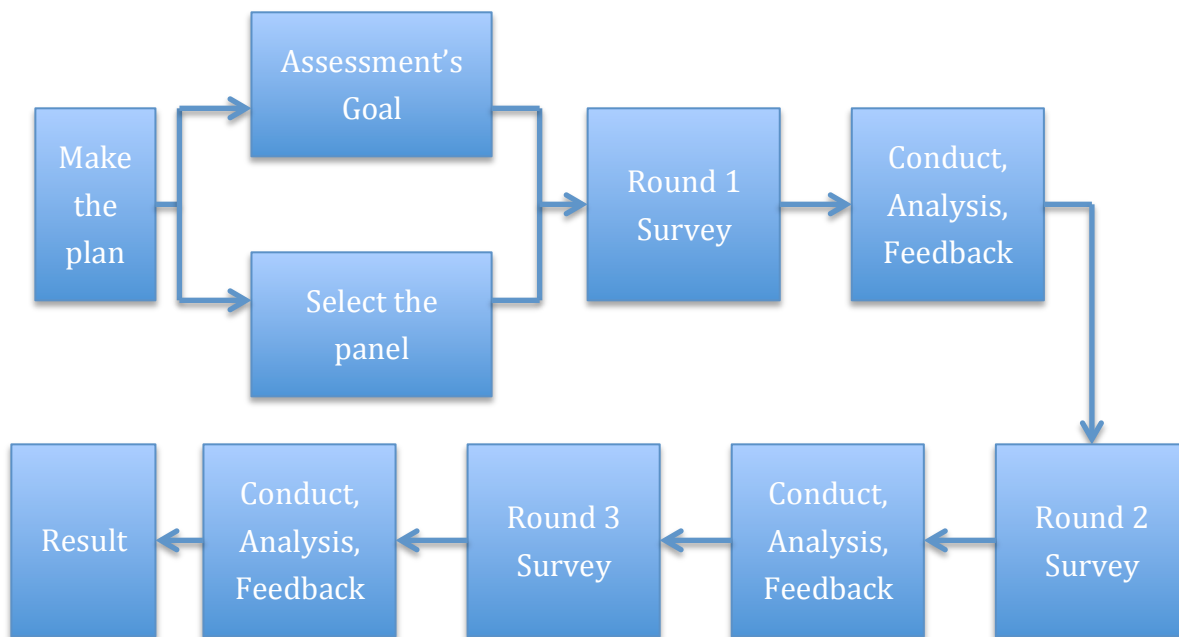 Make
the
plan
Assessment’s
Goal
Select the
panel
Round 1
Survey
Conduct,
Analysis,
Feedback
Round 2
Survey
Conduct,
Analysis,
Feedback
Round 3
Survey
Conduct,
Analysis,
Feedback
Result